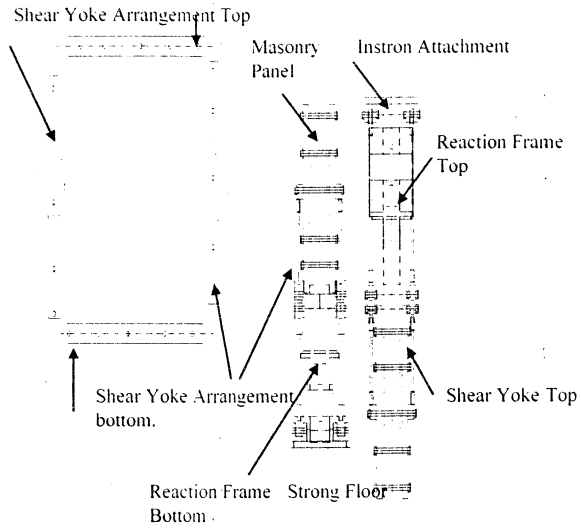 Shear Yoke Arrangement Top
Masonry
Panel
Instron Attachment
Reaction Frame
Top
Shear Yoke Arrangement
bottom.
Shear Yoke Top
Reaction Frame
Bottom
Strong Floor